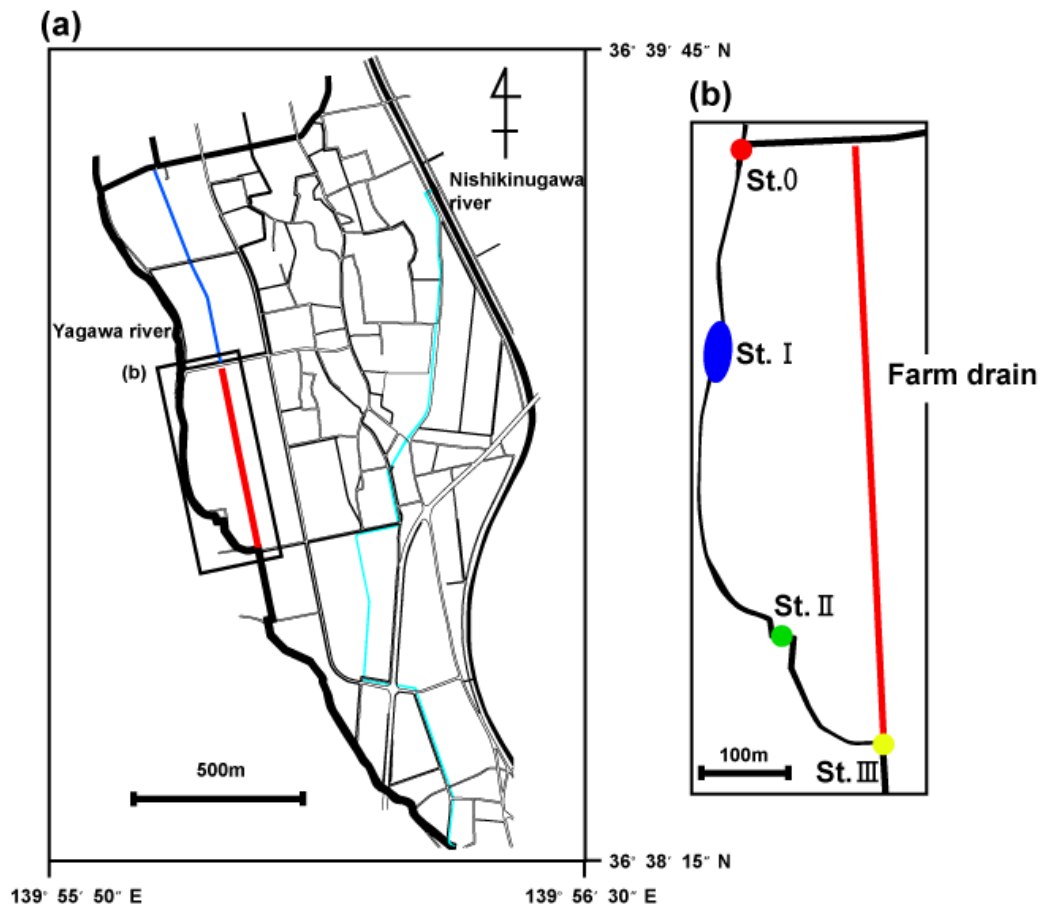 (a)
36° 39′ 45″ N
(b)
Nishikinugawa
river
St.0
Yagawa river
St. Ⅰ
(b)
Farm drain
St. Ⅱ
100m
St. Ⅲ
500m
36° 38′ 15″ N
139° 55′ 50″ E
139° 56′ 30″ E